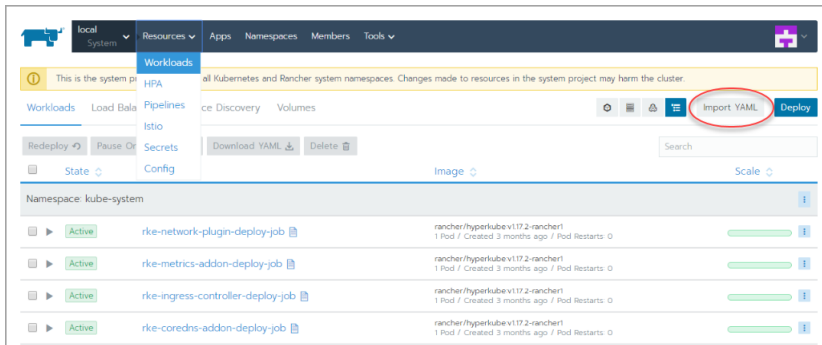 local
System
Resources
Apps
Namespaces
Members
Tools
Workloads
HPA
Pipelines
Istio
Secrets
Config
This is the system p
all Kubernetes and Rancher system namespaces. Changes made to resources in the system project may harm the cluster.
Workloads
Load Bala
ce Discovery
Volumes
Import YAML
Deploy
Redeploy
Pause Or
Download YAML
Delete
Search
State
Image
Scale
Namespace: kube-system
Active
rke-network-plugin-deploy-job
rancher/hyperkube:v1.17.2-rancher1
1 Pod / Created 3 months ago / Pod Restarts: 0
Active
rke-metrics-addon-deploy-job
rancher/hyperkube:v1.17.2-rancher1
1 Pod / Created 3 months ago / Pod Restarts: 0
Active
rke-ingress-controller-deploy-job
rancher/hyperkube:v1.17.2-rancher1
1 Pod / Created 3 months ago / Pod Restarts: 0
Active
rke-coredns-addon-deploy-job
rancher/hyperkube:v1.17.2-rancher1
1 Pod / Created 3 months ago / Pod Restarts: 0